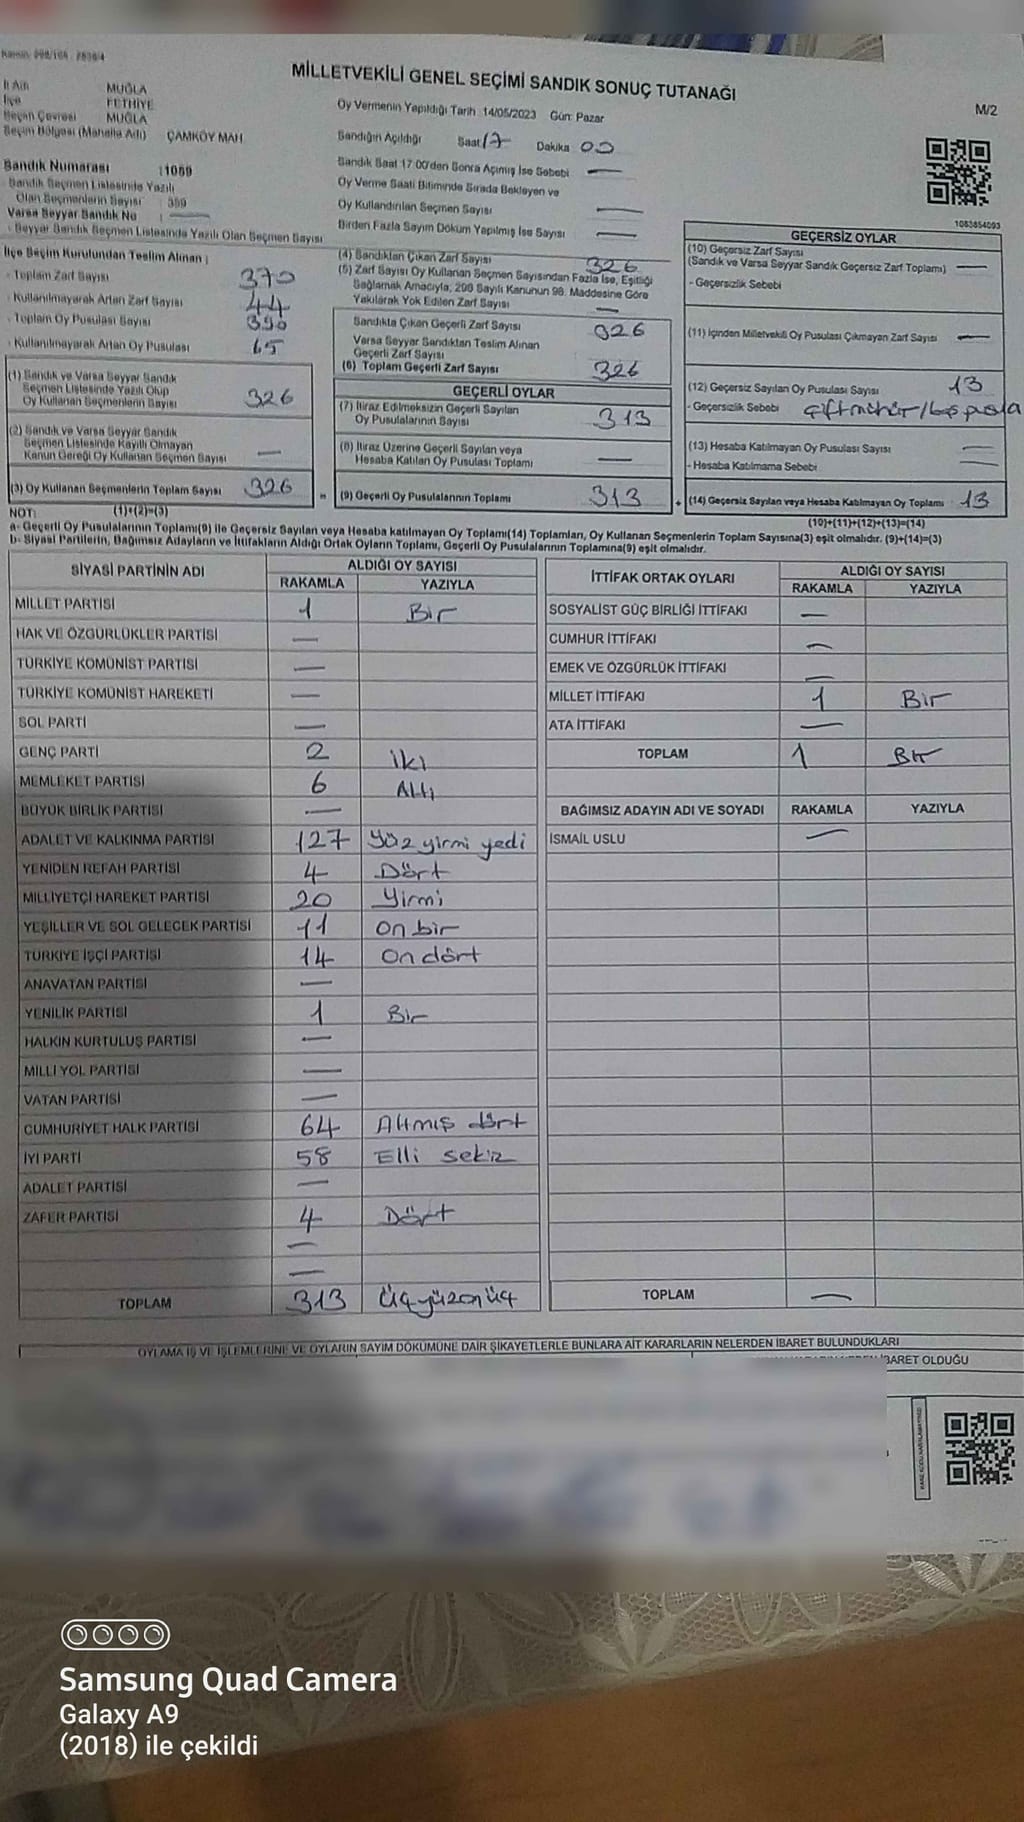 MİLLETVEKİLİ GENEL SEÇİMİ SANDIK SONUÇ TUTANAĞI
M/2
İl Adı MUĞLA
İlçe FETHİYE
Seçim Çevresi MUĞLA
Seçim Bölgesi (Mahalle Adı) ÇAMKÖY MAH
Sandık Numarası :1089
Sandık Seçmen Listesinde Yazılı
Olan Seçmenlerin Sayısı : 389
Varsa Seyyar Sandık No : —
- Seyyar Sandık Seçmen Listesinde Yazılı Olan Seçmen Sayısı
Oy Vermenin Yapıldığı Tarih :14/05/2023 Gün: Pazar
Sandığın Açıldığı Saat 17 Dakika 00
Sandık Saat 17:00'den Sonra Açmış İse Sebebi —
Oy Verme Saati Bitiminde Sırada Bekleyen ve
Oy Kullandırılan Seçmen Sayısı —
Birden Fazla Sayım Döküm Yapılmış İse Sayısı —
1083854093
İlçe Seçim Kurulundan Teslim Alınan ;
- Toplam Zarf Sayısı 370
- Kullanılmayarak Artan Zarf Sayısı 44
- Toplam Oy Pusulası Sayısı 390
- Kullanılmayarak Artan Oy Pusulası 65
(1) Sandık ve Varsa Seyyar Sandık
Seçmen Listesinde Yazılı Olup
Oy Kullanan Seçmenlerin Sayısı 326
(2) Sandık ve Varsa Seyyar Sandık
Seçmen Listesinde Kayıtlı Olmayan
Kanun Gereği Oy Kullanan Seçmen Sayısı —
(3) Oy Kullanan Seçmenlerin Toplam Sayısı 326
(4) Sandıktan Çıkan Zarf Sayısı 326
(5) Zarf Sayısı Oy Kullanan Seçmen Sayısından Fazla İse, Eşitliği
Sağlamak Amacıyla, 298 Sayılı Kanunun 98. Maddesine Göre
Yakılarak Yok Edilen Zarf Sayısı —
Sandıkta Çıkan Geçerli Zarf Sayısı 326
Varsa Seyyar Sandıktan Teslim Alınan
Geçerli Zarf Sayısı
(6) Toplam Geçerli Zarf Sayısı 326
GEÇERLİ OYLAR
(7) İtiraz Edilmeksizin Geçerli Sayılan
Oy Pusulalarının Sayısı 313
(8) İtiraz Üzerine Geçerli Sayılan veya
Hesaba Katılan Oy Pusulası Toplamı —
= (9) Geçerli Oy Pusulalarının Toplamı 313
GEÇERSİZ OYLAR
(10) Geçersiz Zarf Sayısı
(Sandık ve Varsa Seyyar Sandık Geçersiz Zarf Toplamı) —
- Geçersizlik Sebebi
(11) İçinden Milletvekili Oy Pusulası Çıkmayan Zarf Sayısı —
(12) Geçersiz Sayılan Oy Pusulası Sayısı 13
- Geçersizlik Sebebi çift mühür/boş pusla
(13) Hesaba Katılmayan Oy Pusulası Sayısı —
- Hesaba Katılmama Sebebi —
+ (14) Geçersiz Sayılan veya Hesaba Katılmayan Oy Toplamı 13
NOT: (1)+(2)=(3)
(10)+(11)+(12)+(13)=(14)
a- Geçerli Oy Pusulalarının Toplamı(9) ile Geçersiz Sayılan veya Hesaba katılmayan Oy Toplamı(14) Toplamları, Oy Kullanan Seçmenlerin Toplam Sayısına(3) eşit olmalıdır. (9)+(14)=(3)
b- Siyasi Partilerin, Bağımsız Adayların ve İttifakların Aldığı Ortak Oyların Toplamı, Geçerli Oy Pusulalarının Toplamına(9) eşit olmalıdır.
SİYASİ PARTİNİN ADI ALDIĞI OY SAYISI
RAKAMLA YAZIYLA
MİLLET PARTİSİ 1 Bir
HAK VE ÖZGÜRLÜKLER PARTİSİ —
TÜRKİYE KOMÜNİST PARTİSİ —
TÜRKİYE KOMÜNİST HAREKETİ —
SOL PARTİ —
GENÇ PARTİ 2 iki
MEMLEKET PARTİSİ 6 Altı
BÜYÜK BİRLİK PARTİSİ —
ADALET VE KALKINMA PARTİSİ 127 Yüz yirmi yedi
YENİDEN REFAH PARTİSİ 4 Dört
MİLLİYETÇİ HAREKET PARTİSİ 20 Yirmi
YEŞİLLER VE SOL GELECEK PARTİSİ 11 on bir
TÜRKİYE İŞÇİ PARTİSİ 14 on dört
ANAVATAN PARTİSİ —
YENİLİK PARTİSİ 1 Bir
HALKIN KURTULUŞ PARTİSİ —
MİLLİ YOL PARTİSİ —
VATAN PARTİSİ —
CUMHURİYET HALK PARTİSİ 64 Altmış dört
İYİ PARTİ 58 Elli sekiz
ADALET PARTİSİ —
ZAFER PARTİSİ 4 Dört
—
—
TOPLAM 313 Üçyüzonüç
İTTİFAK ORTAK OYLARI ALDIĞI OY SAYISI
RAKAMLA YAZIYLA
SOSYALİST GÜÇ BİRLİĞİ İTTİFAKI —
CUMHUR İTTİFAKI —
EMEK VE ÖZGÜRLÜK İTTİFAKI —
MİLLET İTTİFAKI 1 Bir
ATA İTTİFAKI —
TOPLAM 1 Bir
BAĞIMSIZ ADAYIN ADI VE SOYADI RAKAMLA YAZIYLA
İSMAİL USLU —
TOPLAM —
OYLAMA İŞ VE İŞLEMLERİNE VE OYLARIN SAYIM DÖKÜMÜNE DAİR ŞİKAYETLERLE BUNLARA AİT KARARLARIN NELERDEN İBARET BULUNDUKLARI
İBARET OLDUĞU
Samsung Quad Camera
Galaxy A9
(2018) ile çekildi